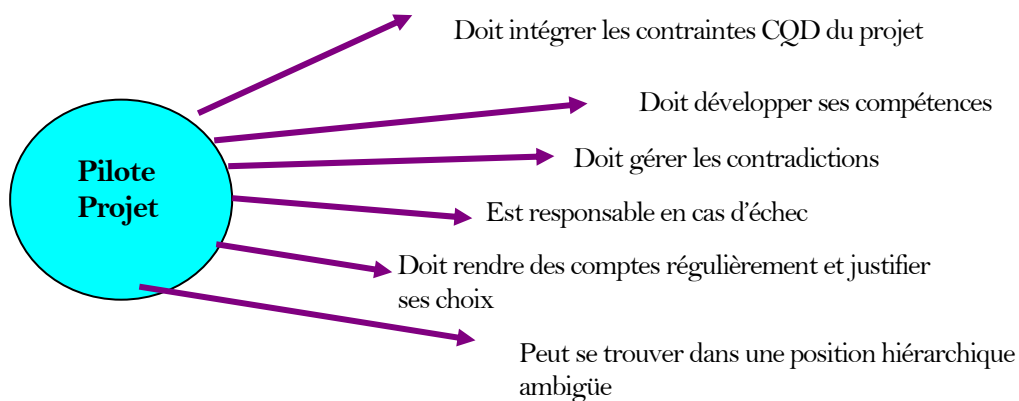 Doit intégrer les contraintes CQD du projet
Doit développer ses compétences
Pilote
Projet
Doit gérer les contradictions
Est responsable en cas d’échec
Doit rendre des comptes régulièrement et justifier
ses choix
Peut se trouver dans une position hiérarchique
ambigüe